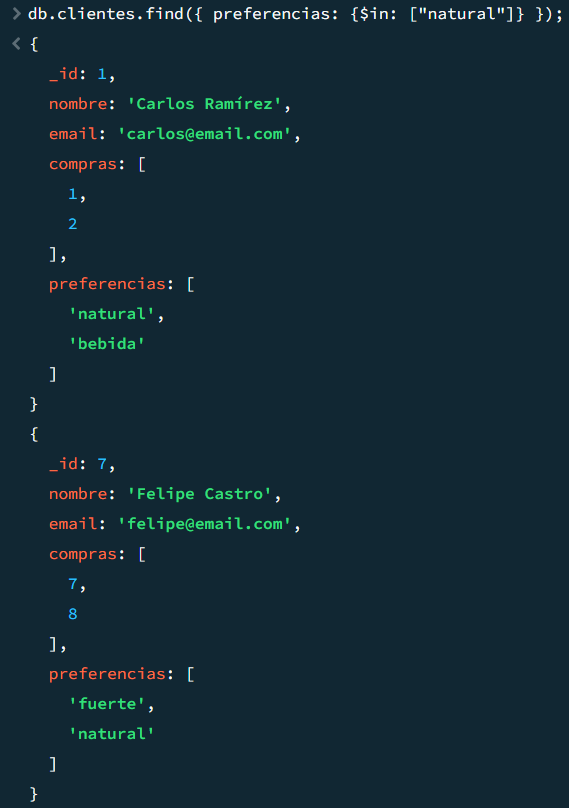 > db.clientes.find({ preferencias: {$in: ["natural"]} });
< {
_id: 1,
nombre: 'Carlos Ramírez',
email: 'carlos@email.com',
compras: [
1,
2
],
preferencias: [
'natural',
'bebida'
]
}
{
_id: 7,
nombre: 'Felipe Castro',
email: 'felipe@email.com',
compras: [
7,
8
],
preferencias: [
'fuerte',
'natural'
]
}